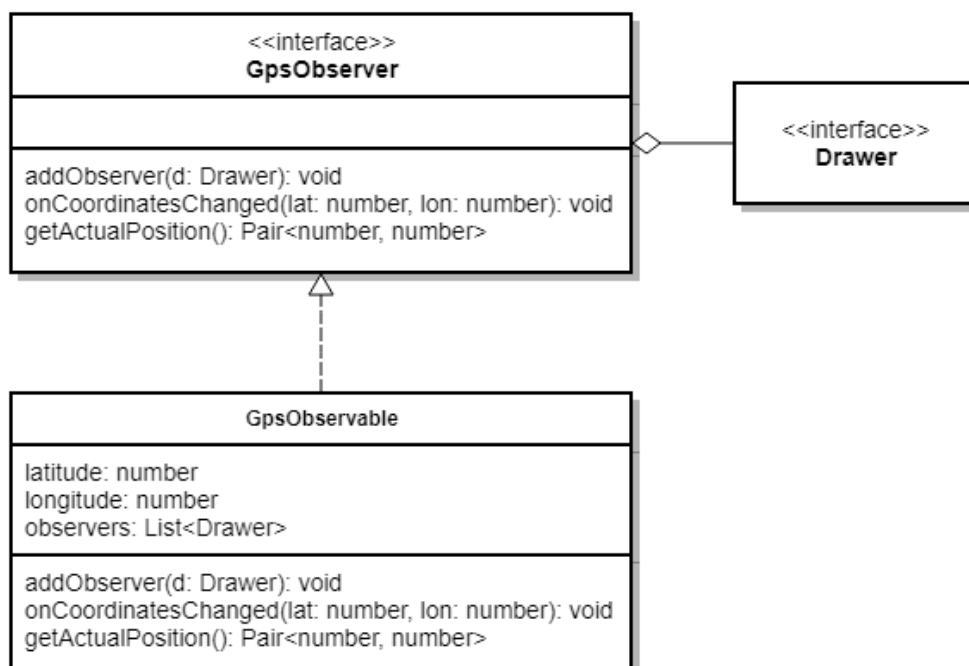 <<interface>>
GpsObserver
addObserver(d: Drawer): void
onCoordinatesChanged(lat: number, lon: number): void
getActualPosition(): Pair<number, number>
<<interface>>
Drawer
GpsObservable
latitude: number
longitude: number
observers: List<Drawer>
addObserver(d: Drawer): void
onCoordinatesChanged(lat: number, lon: number): void
getActualPosition(): Pair<number, number>